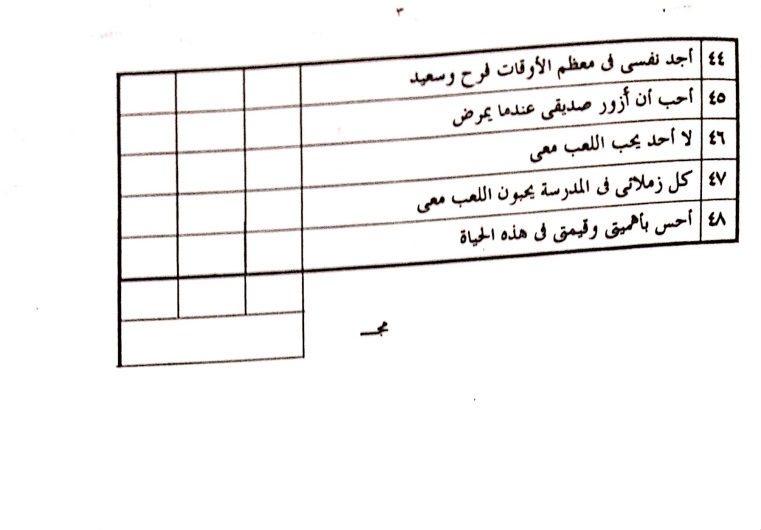 ٣
٤٤ أجد نفسى فى معظم الأوقات فرح وسعيد
٤٥ أحب أن أزور صديقى عندما يمرض
٤٦ لا أحد يحب اللعب معى
٤٧ كل زملائى فى المدرسة يحبون اللعب معى
٤٨ أحس بأهميتى وقيمتى فى هذه الحياة
مجـ